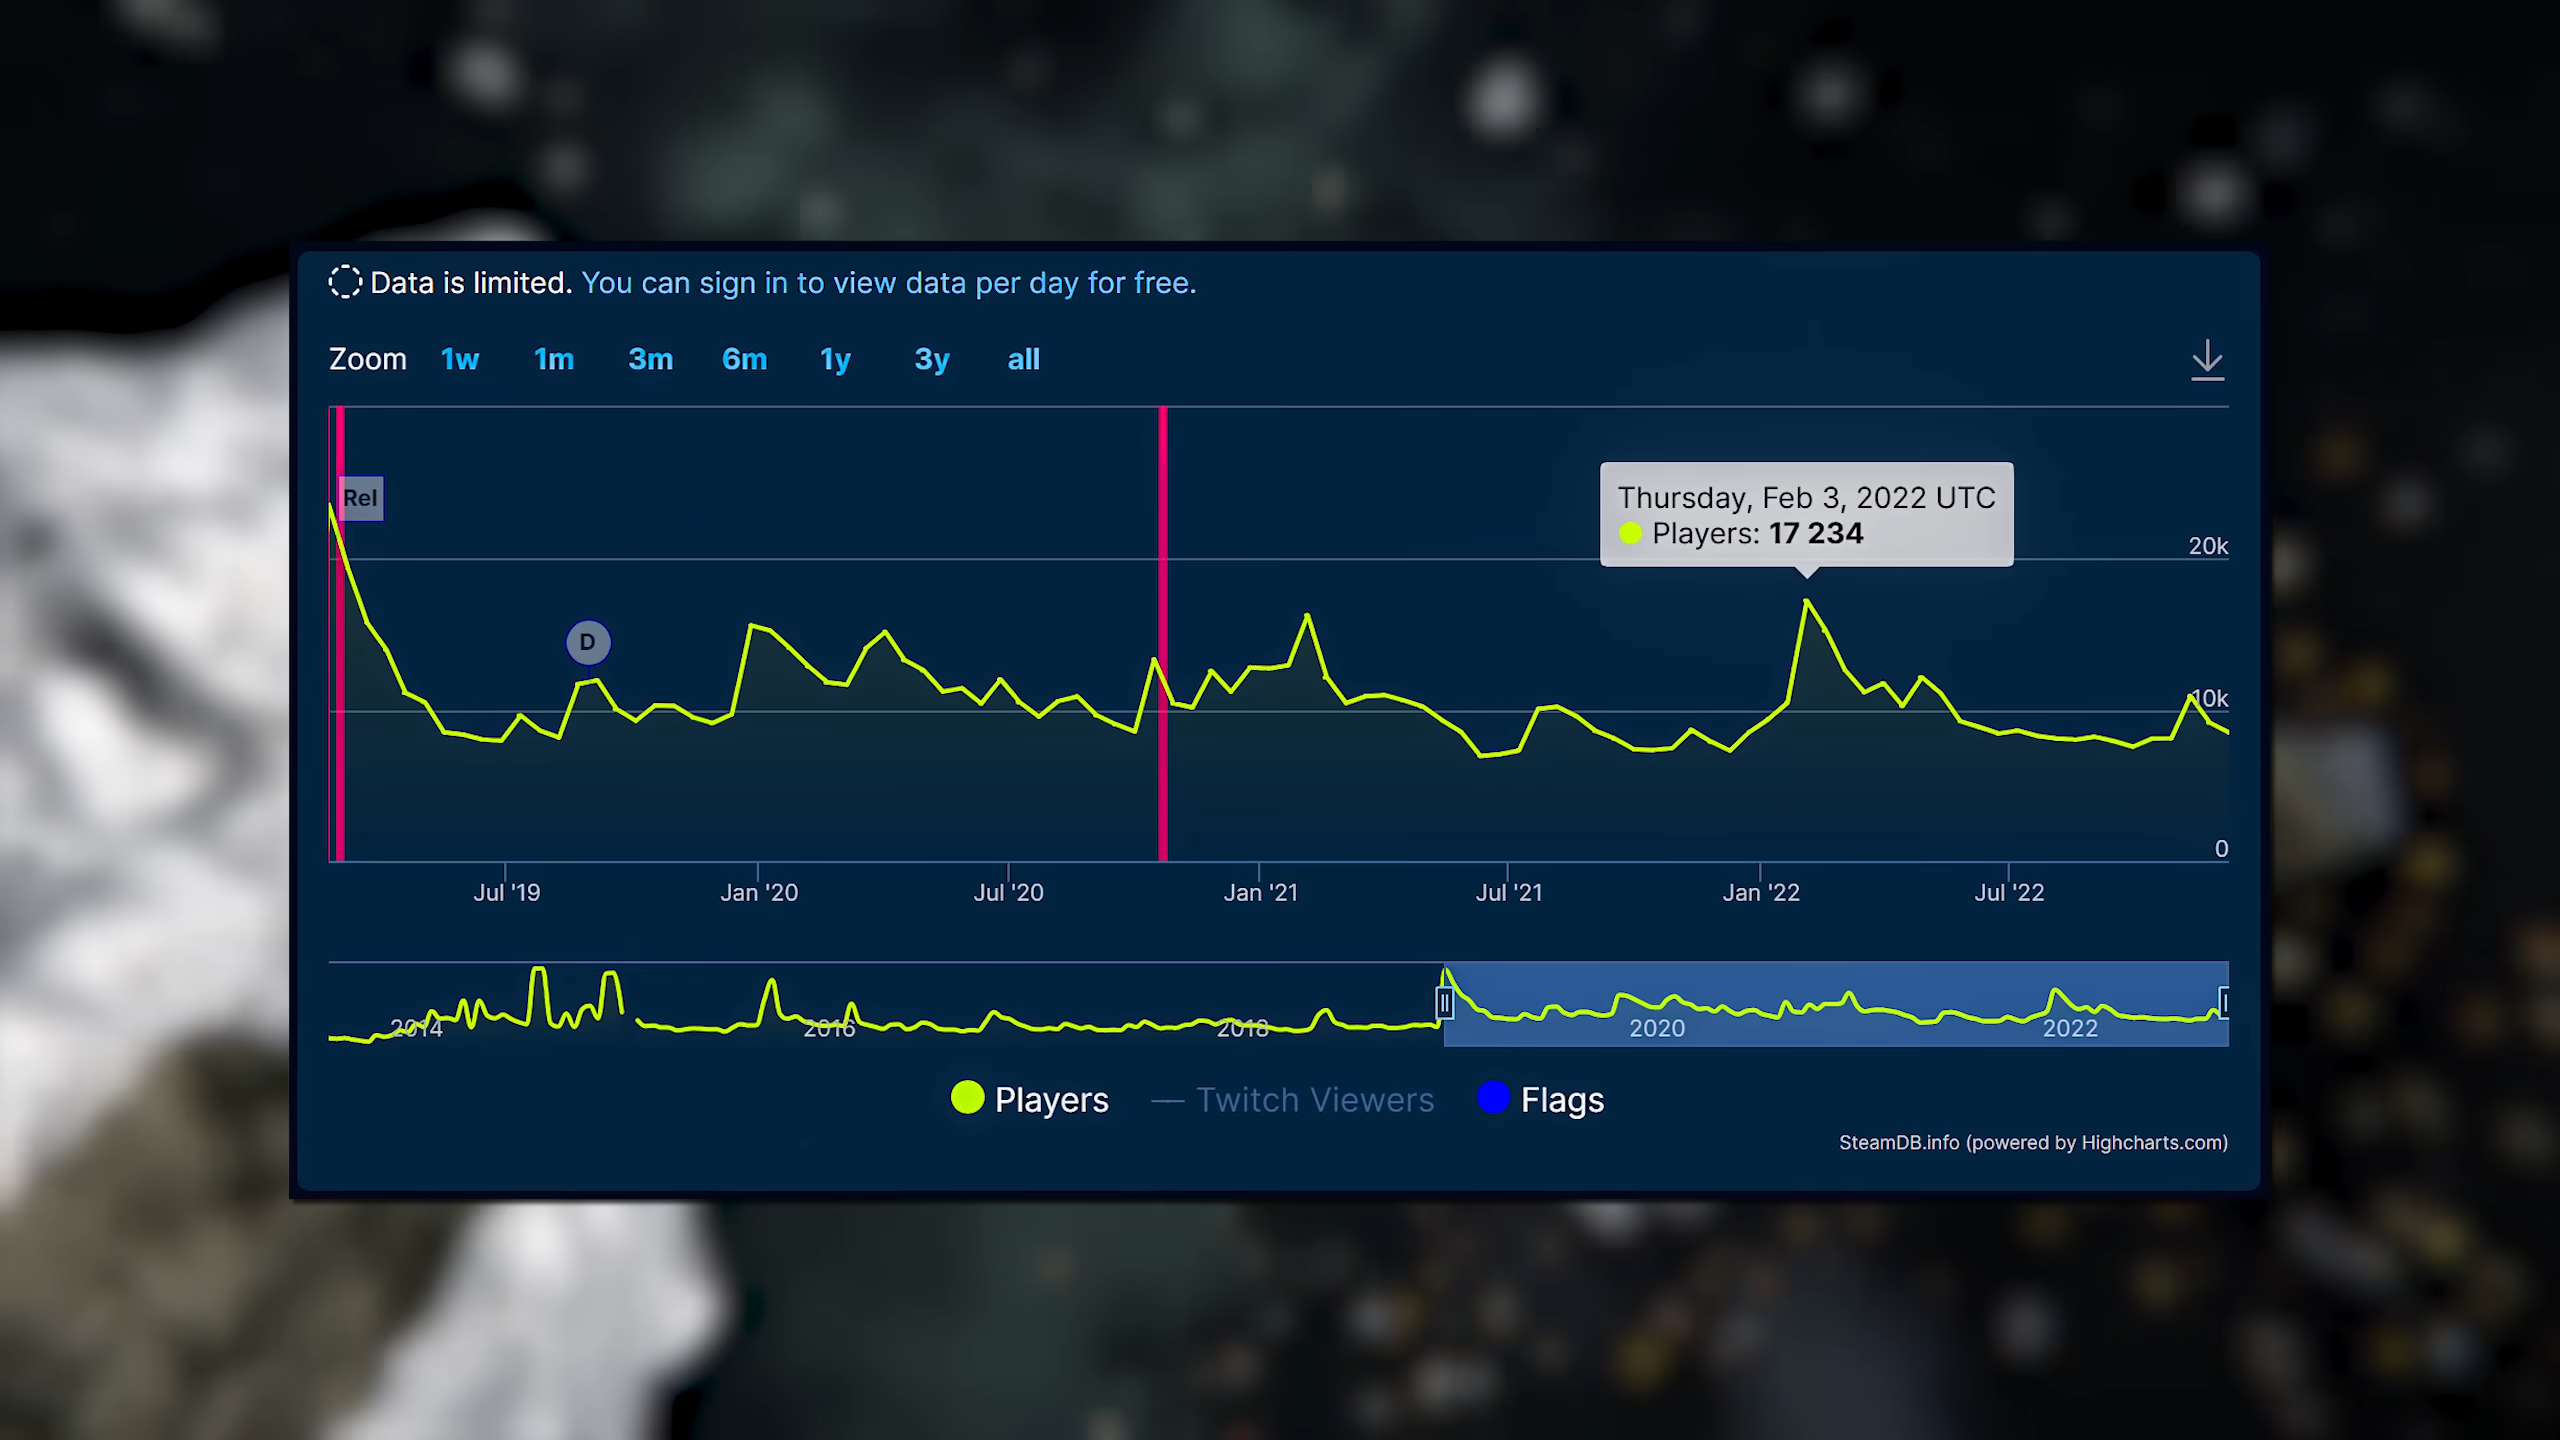 Data is limited. You can sign in to view data per day for free.
Zoom 1w 1m 3m 6m 1y 3y all
Rel
Thursday, Feb 3, 2022 UTC
Players: 17 234
20k
D
10k
0
Jul '19 Jan '20 Jul '20 Jan '21 Jul '21 Jan '22 Jul '22
2014 2016 2018 2020 2022
Players Twitch Viewers Flags
SteamDB.info (powered by Highcharts.com)